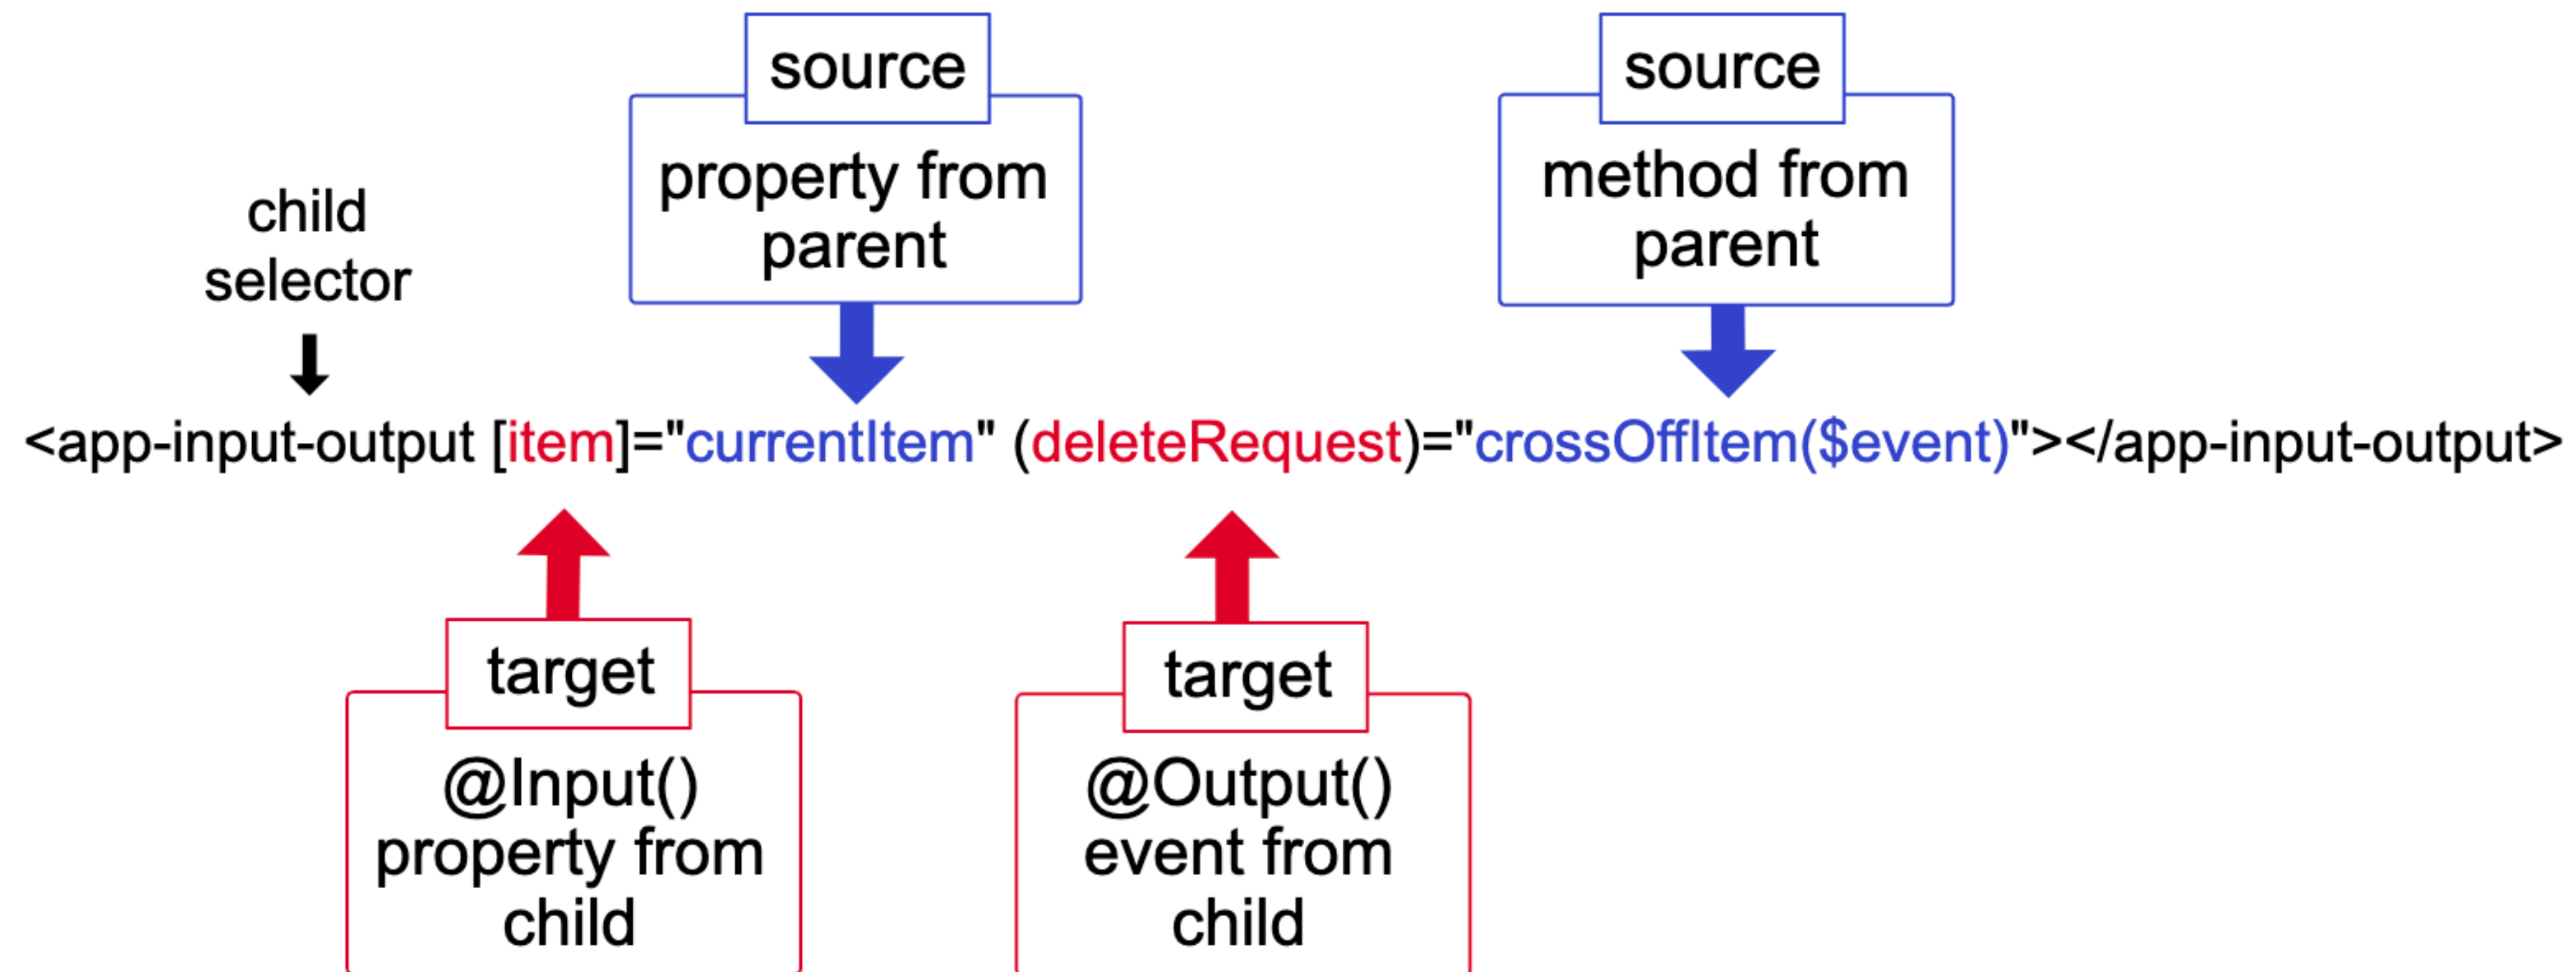 source
property from
parent
source
method from
parent
child
selector
<app-input-output [item]="currentItem" (deleteRequest)="crossOffItem($event)"></app-input-output>
target
@Input()
property from
child
target
@Output()
event from
child